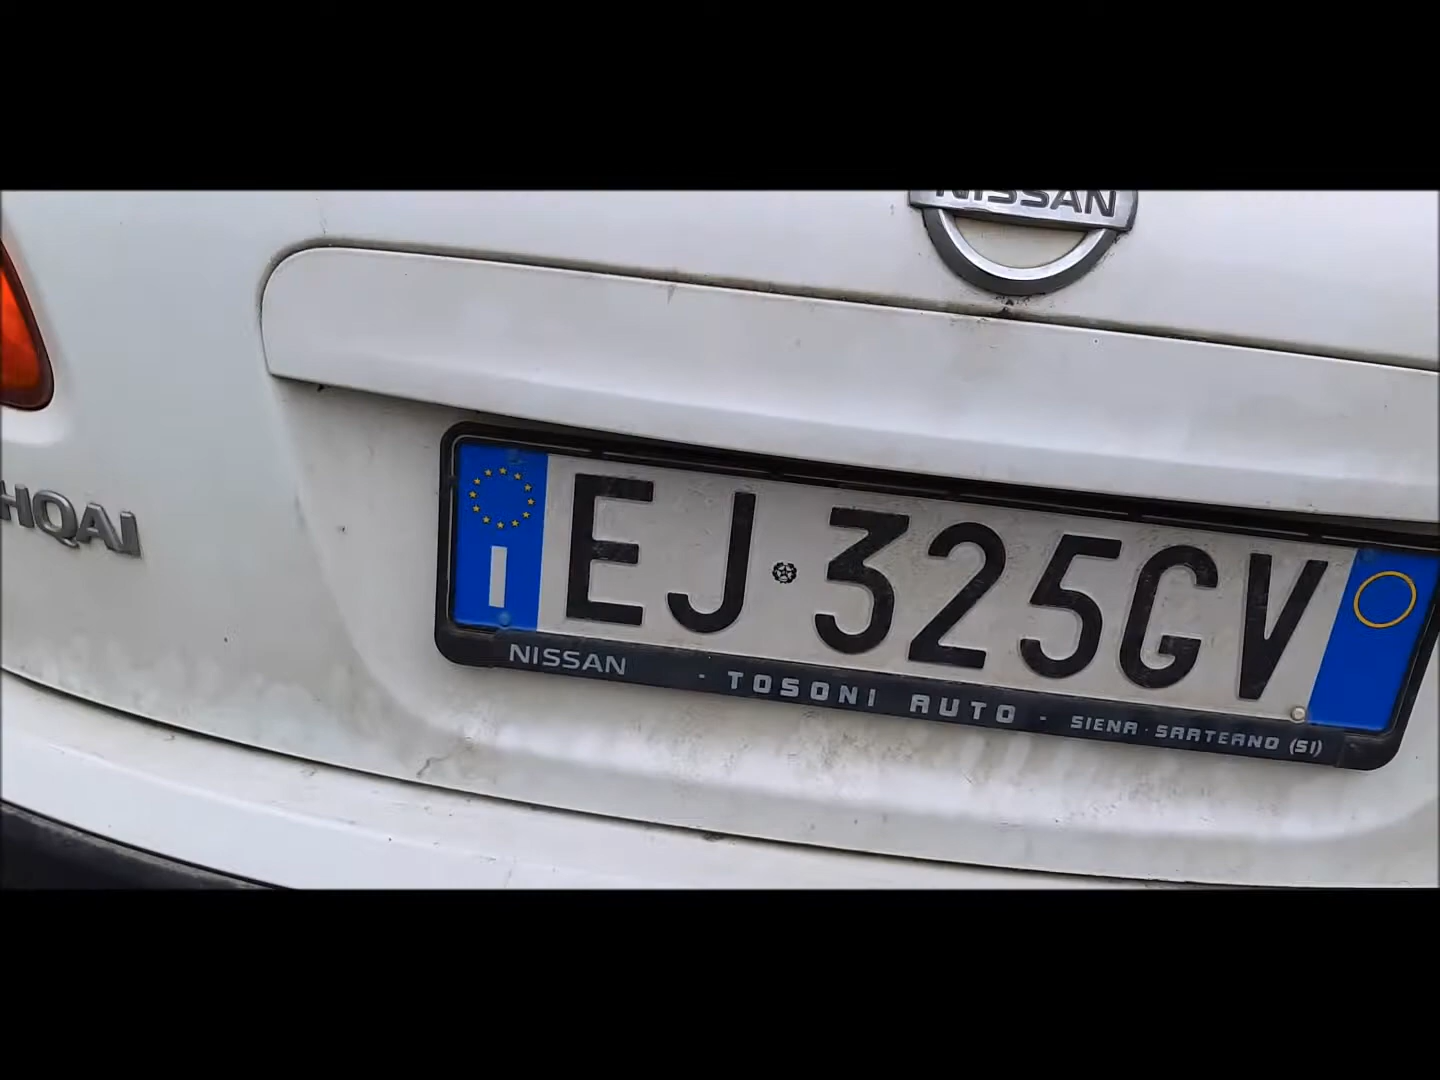 NISSAN
HQAI
I
EJ 325GV
NISSAN - TOSONI AUTO - SIENA · SARTEANO (SI)